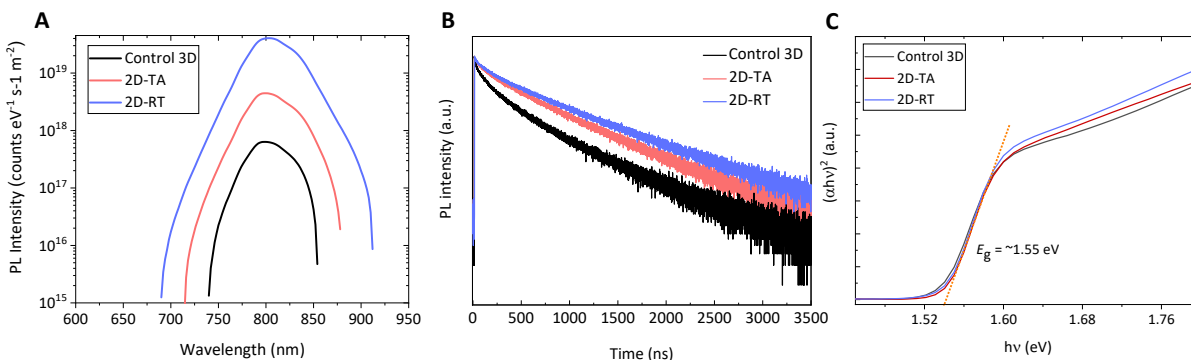 A
PL Intensity (counts eV⁻¹ s-1 m⁻²)
10¹⁹
10¹⁸
10¹⁷
10¹⁶
10¹⁵
Control 3D
2D-TA
2D-RT
600 650 700 750 800 850 900 950
Wavelength (nm)
B
PL intensity (a.u.)
Control 3D
2D-TA
2D-RT
0 500 1000 1500 2000 2500 3000 3500
Time (ns)
C
(αhν)² (a.u.)
Control 3D
2D-TA
2D-RT
Eg = ~1.55 eV
1.52 1.60 1.68 1.76
hν (eV)